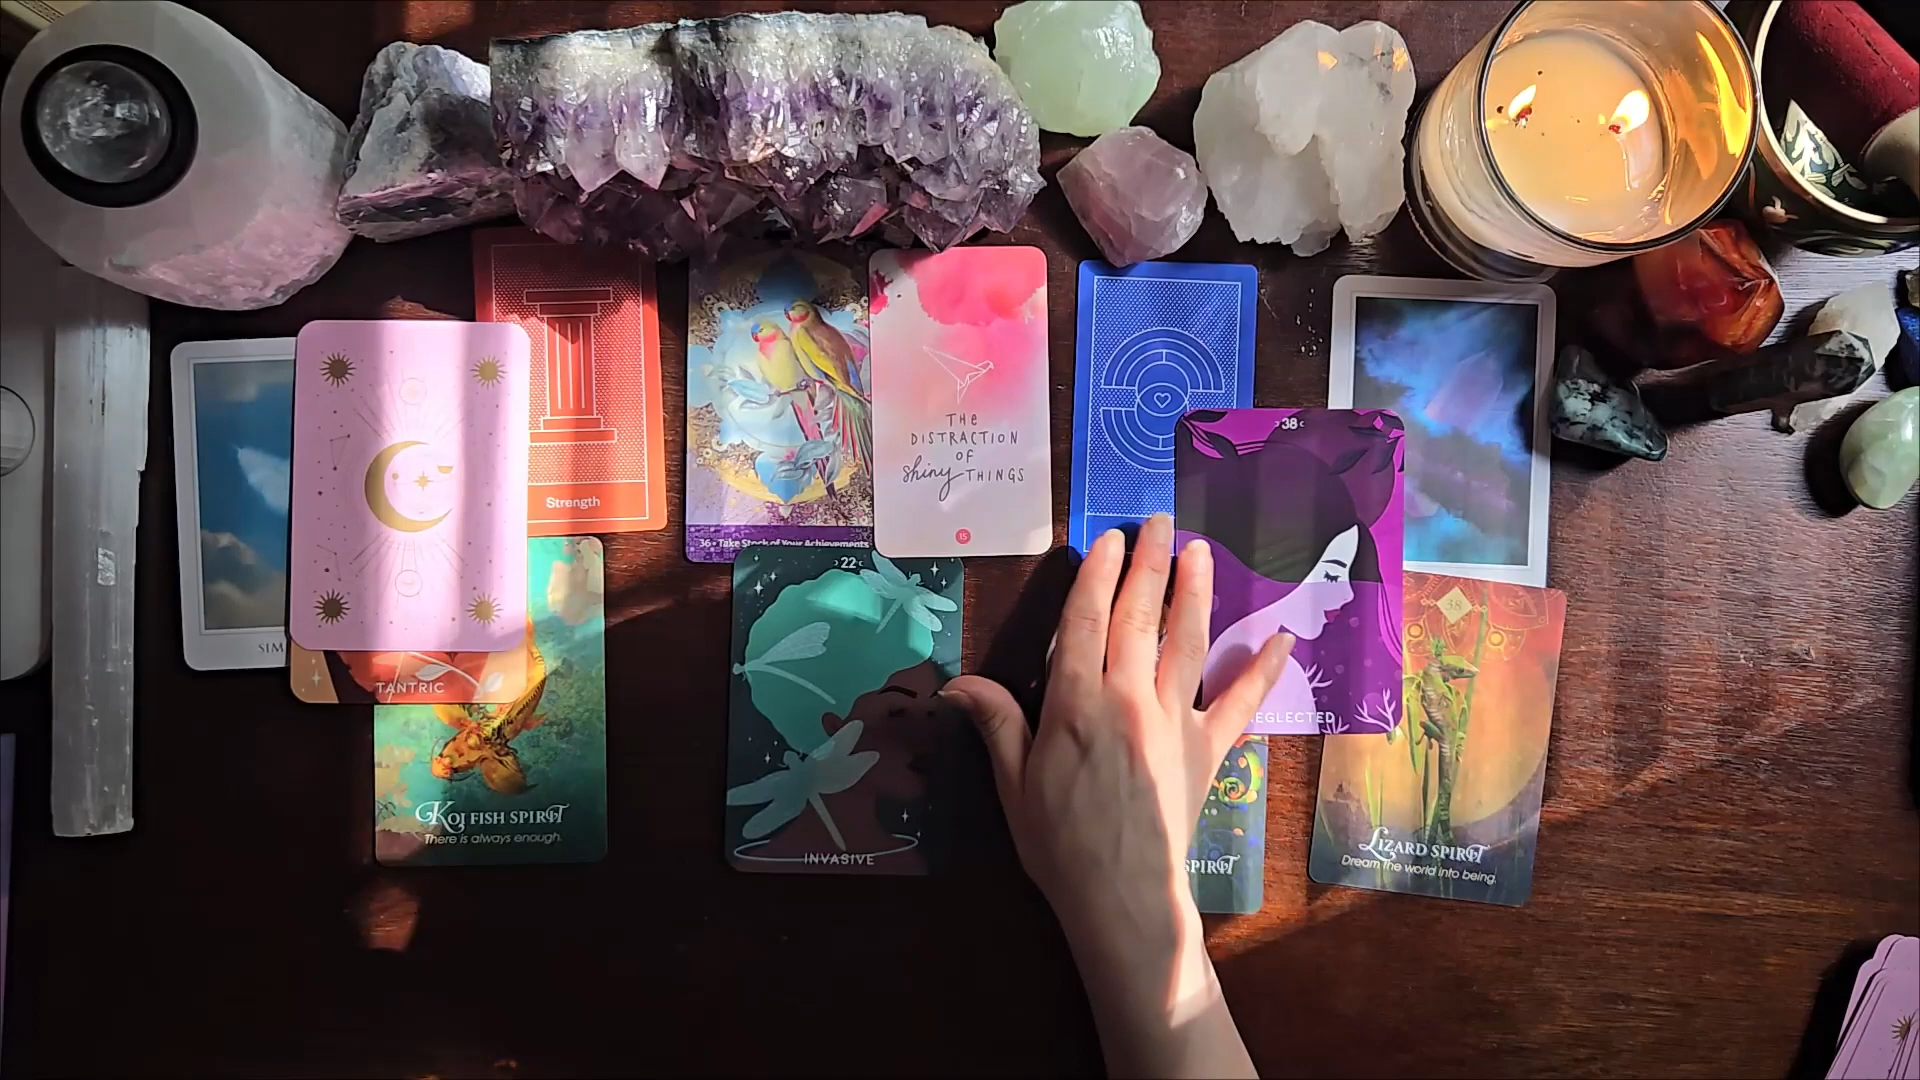 Strength
36 • Take Stock of Your Achievements
THE
DISTRACTION
OF
shiny THINGS
15
38
SIM
TANTRIC
22
38
NEGLECTED
KOI FISH SPIRIT
There is always enough.
INVASIVE
SPIRIT
LIZARD SPIRIT
Dream the world into being.